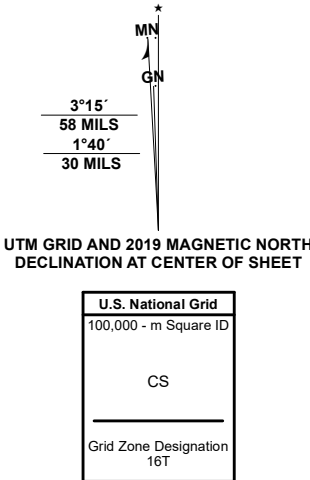 MN
GN
3°15´
58 MILS
1°40´
30 MILS
UTM GRID AND 2019 MAGNETIC NORTH
DECLINATION AT CENTER OF SHEET
U.S. National Grid
100,000 - m Square ID
CS
Grid Zone Designation
16T